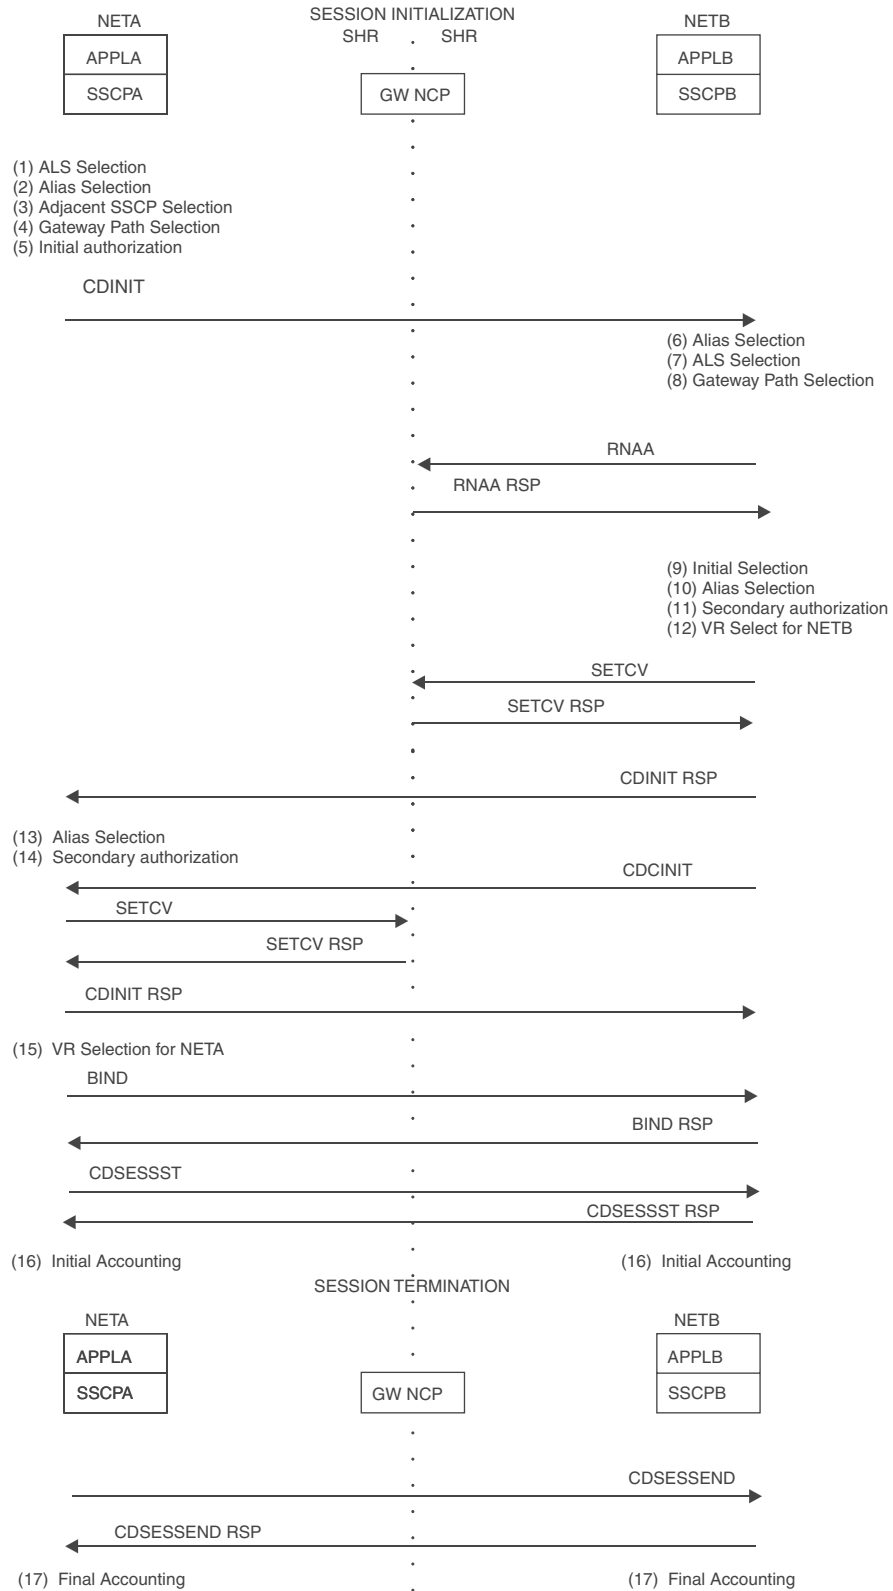 SESSION INITIALIZATION
NETA
NETB
SHR
SHR
APPLA
APPLB
SSCPA
GW NCP
SSCPB
(1) ALS Selection
(2) Alias Selection
(3) Adjacent SSCP Selection
(4) Gateway Path Selection
(5) Initial authorization
CDINIT
(6) Alias Selection
(7) ALS Selection
(8) Gateway Path Selection
RNAA
RNAA RSP
(9) Initial Selection
(10) Alias Selection
(11) Secondary authorization
(12) VR Select for NETB
SETCV
SETCV RSP
CDINIT RSP
(13) Alias Selection
(14) Secondary authorization
CDCINIT
SETCV
SETCV RSP
CDINIT RSP
(15) VR Selection for NETA
BIND
BIND RSP
CDSESSST
CDSESSST RSP
(16) Initial Accounting
(16) Initial Accounting
SESSION TERMINATION
NETA
NETB
APPLA
APPLB
SSCPA
GW NCP
SSCPB
CDSESSEND
CDSESSEND RSP
(17) Final Accounting
(17) Final Accounting